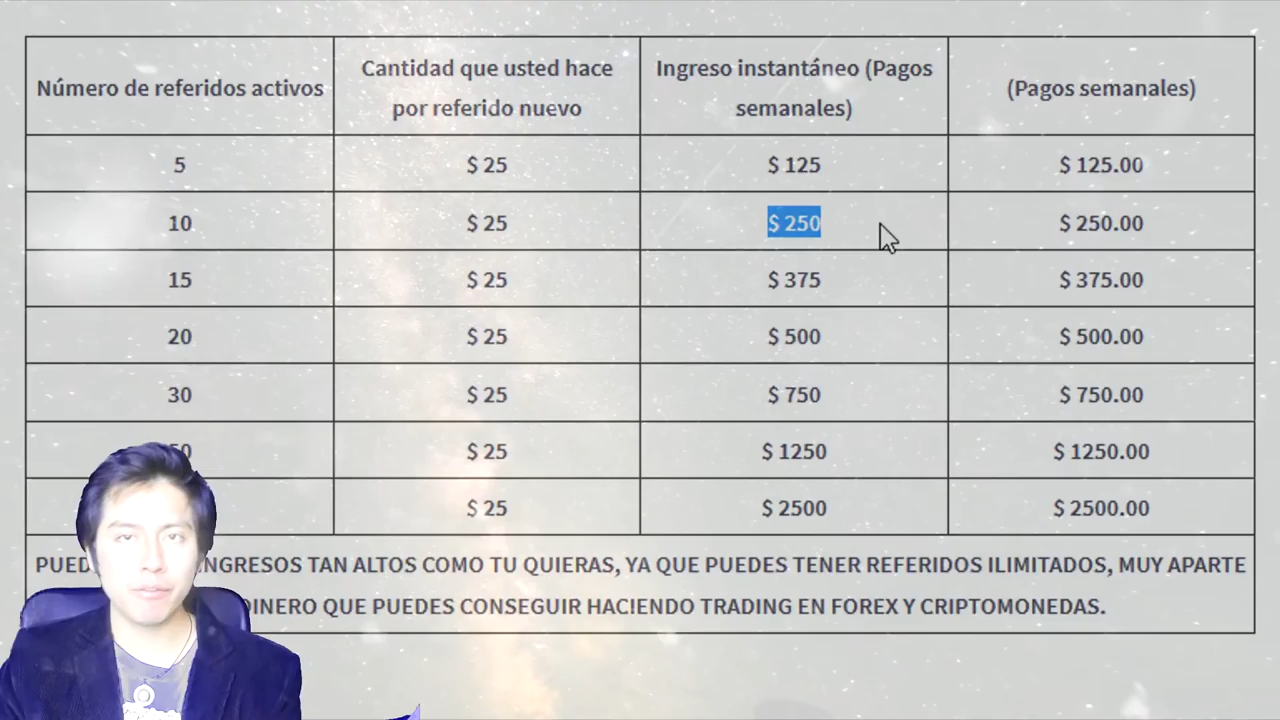 Número de referidos activos
Cantidad que usted hace
por referido nuevo
Ingreso instantáneo (Pagos
semanales)
(Pagos semanales)
5 $ 25 $ 125 $ 125.00
10 $ 25 $ 250 $ 250.00
15 $ 25 $ 375 $ 375.00
20 $ 25 $ 500 $ 500.00
30 $ 25 $ 750 $ 750.00
$ 25 $ 1250 $ 1250.00
$ 25 $ 2500 $ 2500.00
INGRESOS TAN ALTOS COMO TU QUIERAS, YA QUE PUEDES TENER REFERIDOS ILIMITADOS, MUY APARTE
DINERO QUE PUEDES CONSEGUIR HACIENDO TRADING EN FOREX Y CRIPTOMONEDAS.